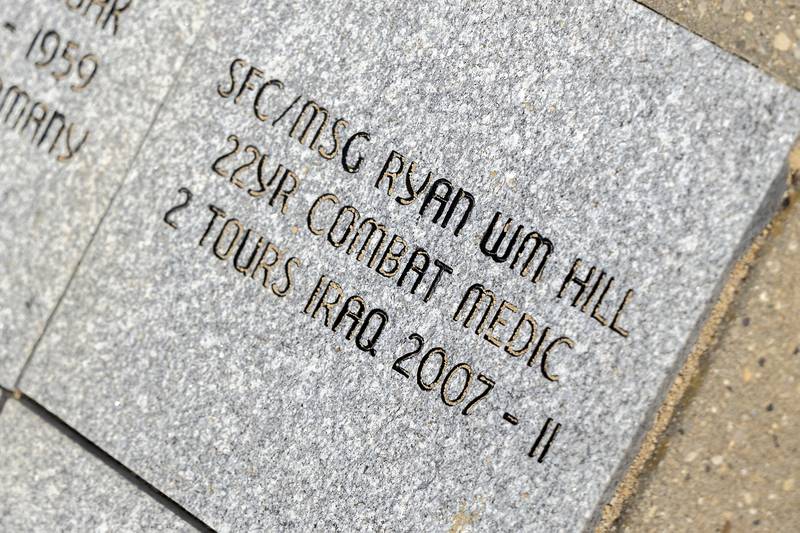 - 1959
SFC/MSG RYAN WM HILL
22YR COMBAT MEDIC
2 TOURS IRAQ 2007 - 11